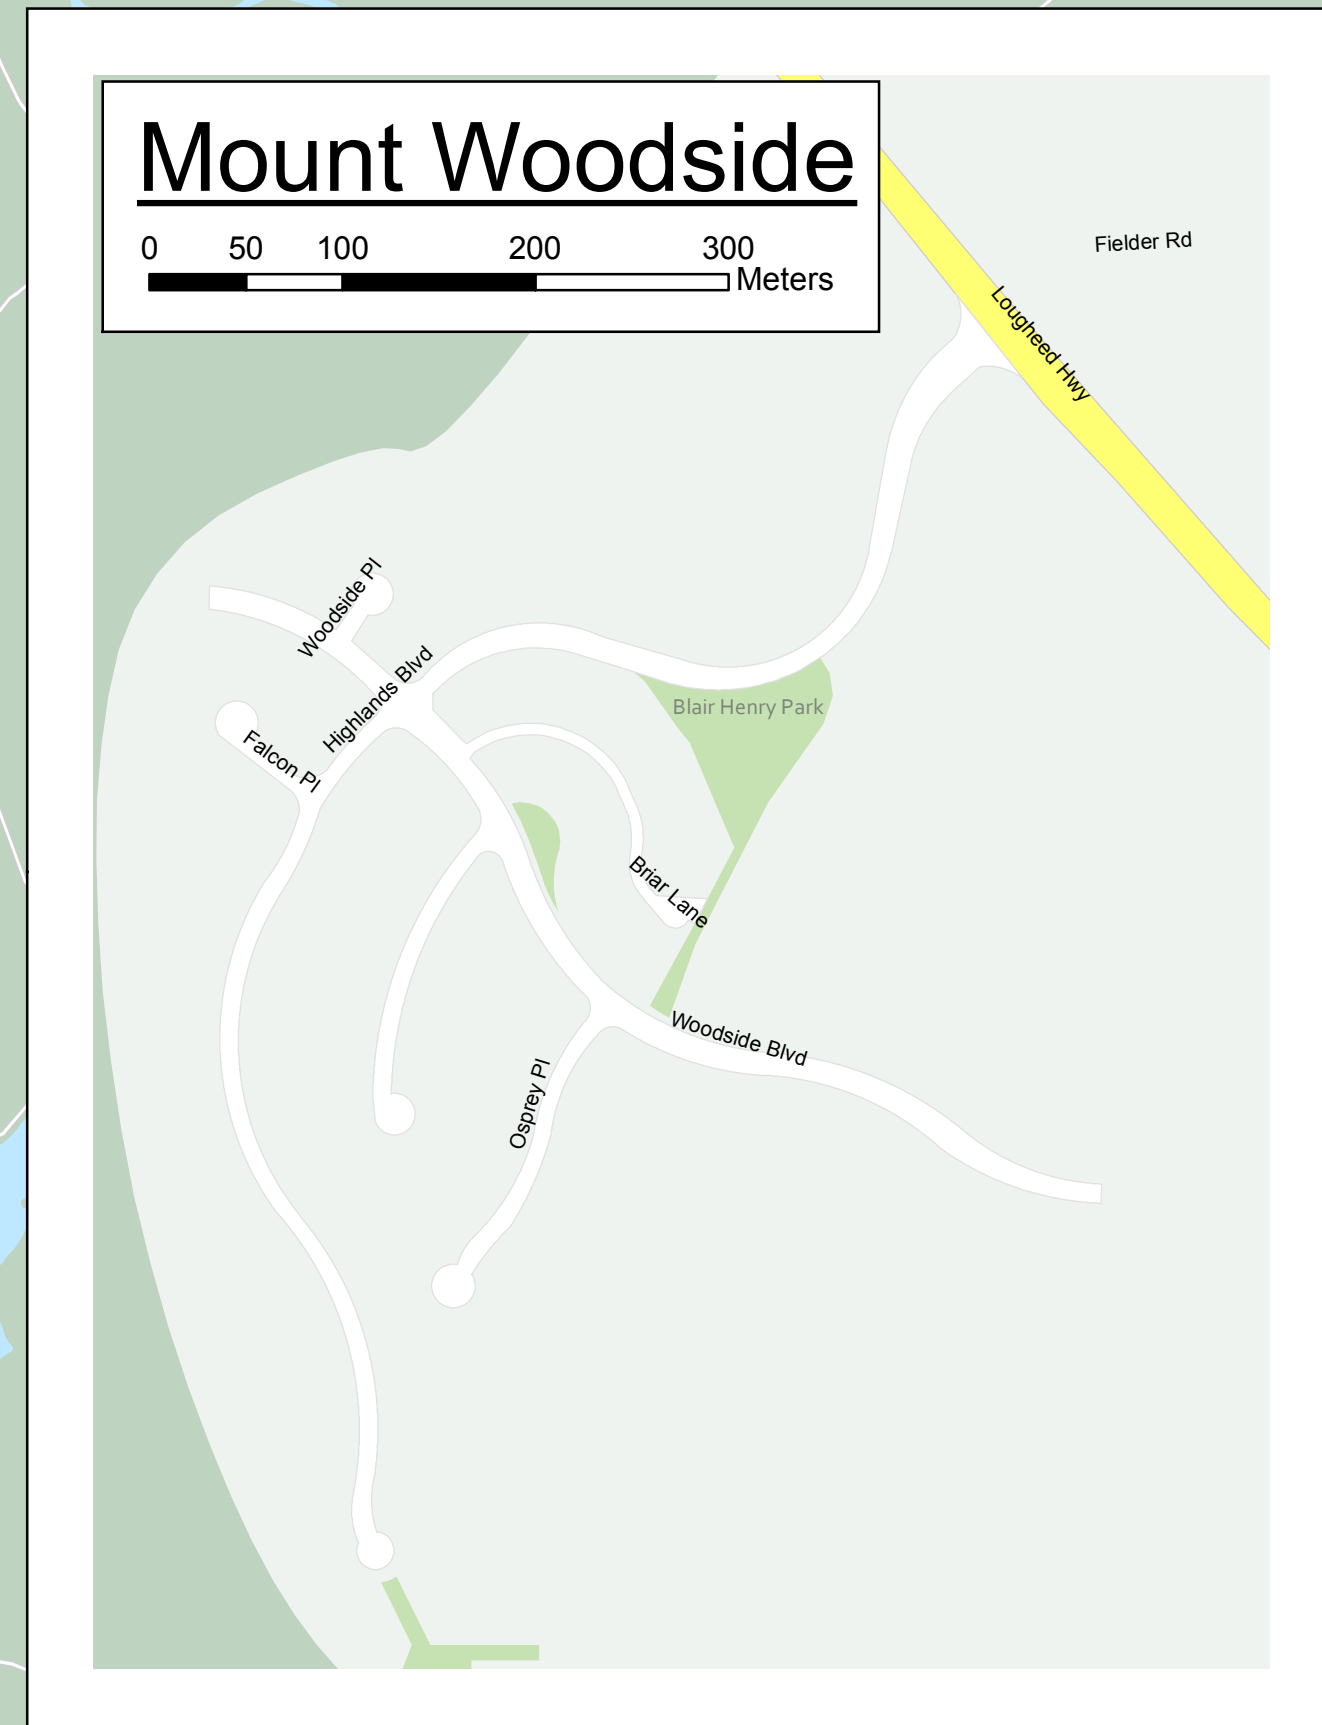 Mount Woodside
0 50 100 200 300
Meters
Fielder Rd
Lougheed Hwy
Woodside Pl
Highlands Blvd
Blair Henry Park
Falcon Pl
Briar Lane
Woodside Blvd
Osprey Pl